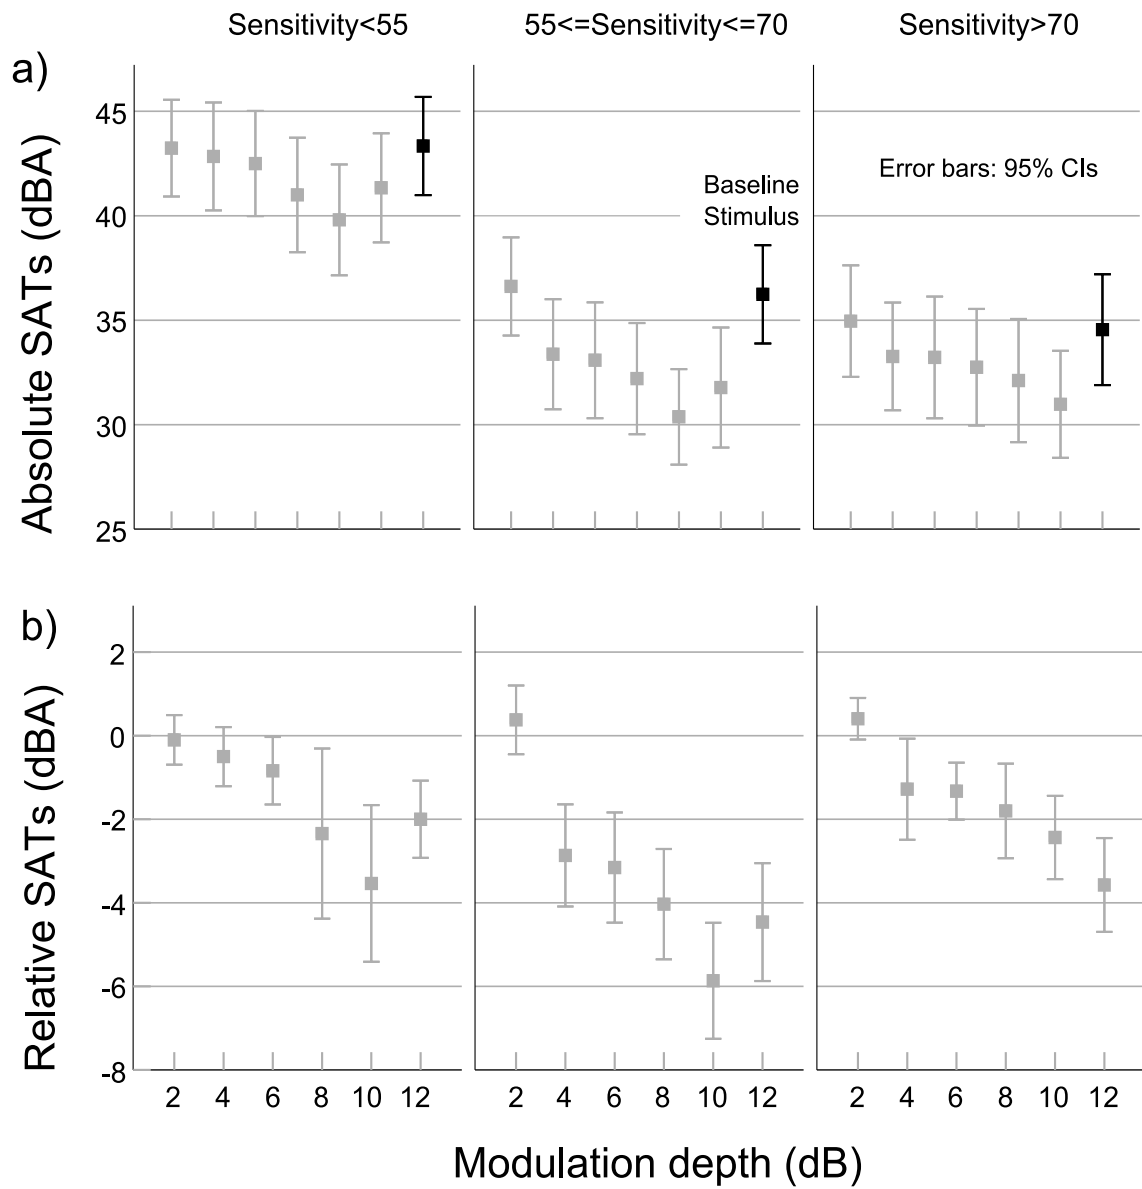 Sensitivity<55 55<=Sensitivity<=70 Sensitivity>70
a)
Absolute SATs (dBA)
45
40
35
30
25
Baseline
Stimulus
Error bars: 95% CIs
b)
Relative SATs (dBA)
2
0
-2
-4
-6
-8
2 4 6 8 10 12 2 4 6 8 10 12 2 4 6 8 10 12
Modulation depth (dB)